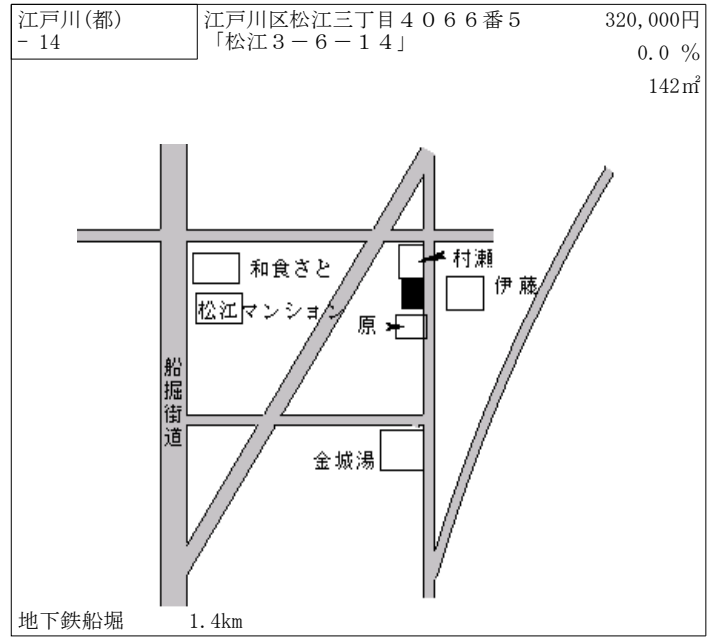 江戸川(都)
- 14
江戸川区松江三丁目４０６６番５
「松江３－６－１４」
320,000円
0.0 %
142㎡
村瀬
和食さと
伊藤
松江マンション
原
船掘街道
金城湯
地下鉄船堀 1.4km